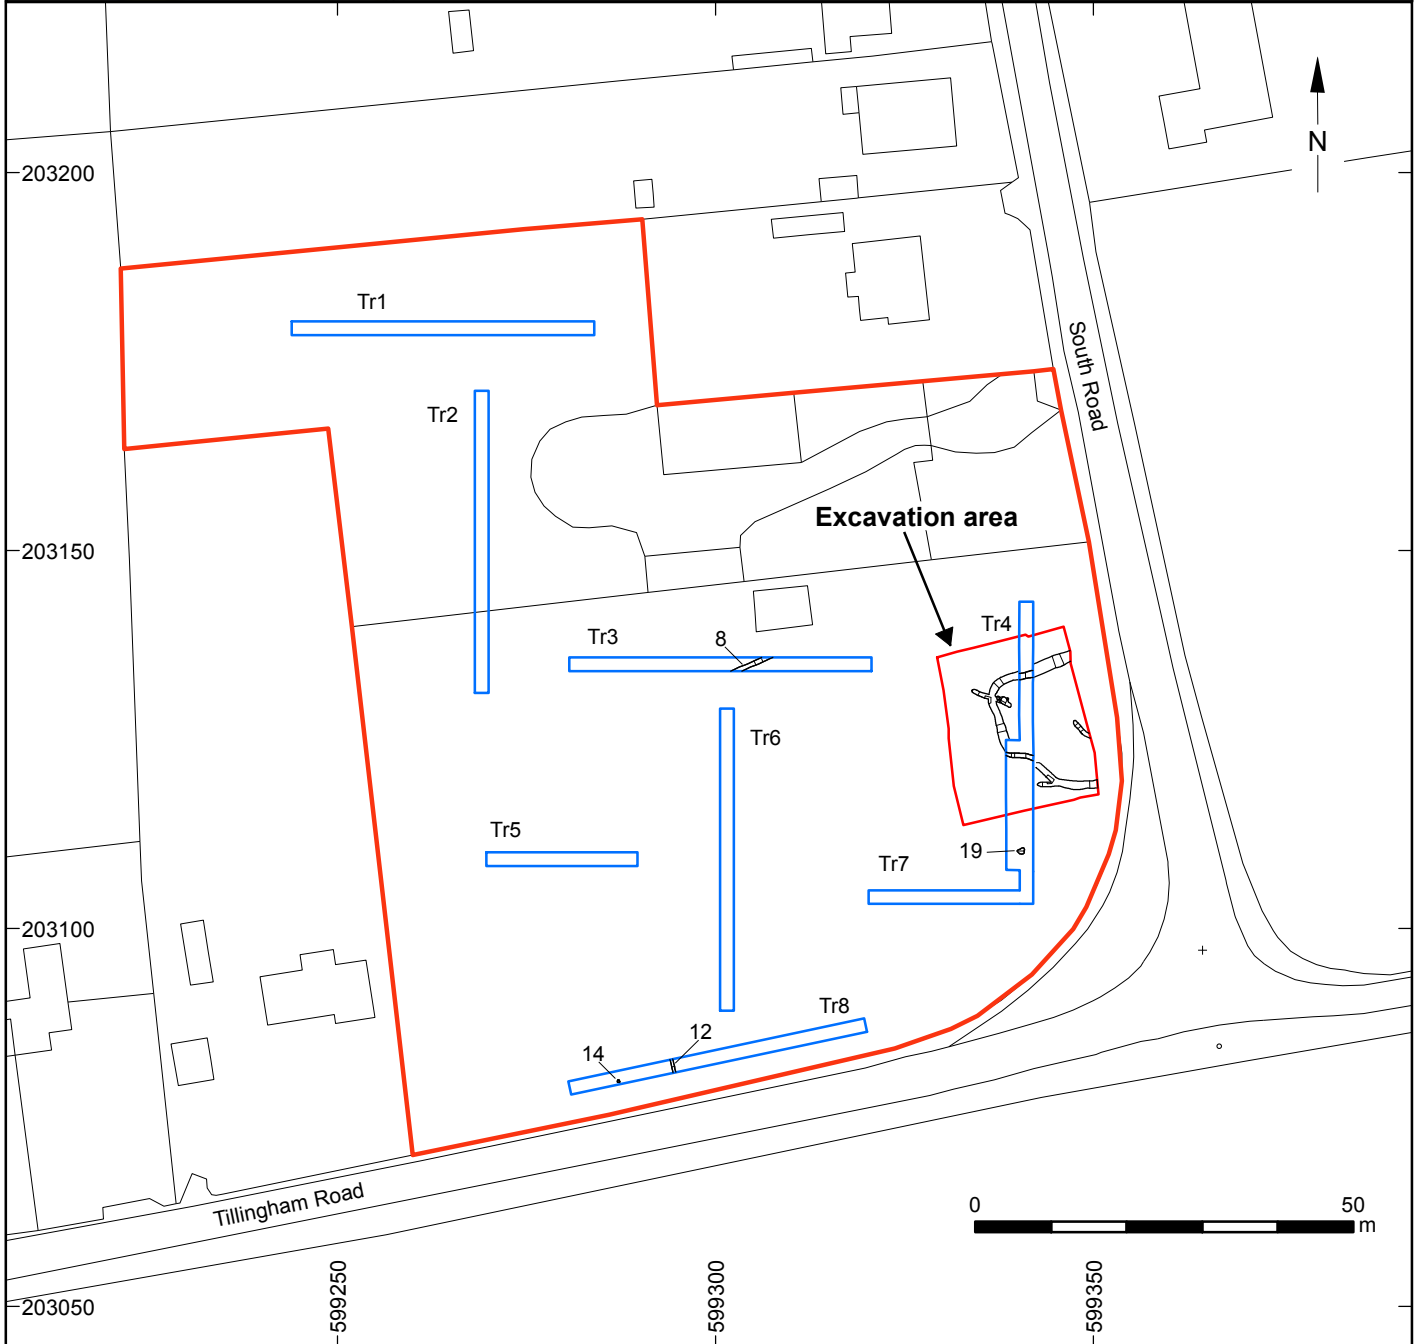 N
203200
Tr1
South Road
Tr2
Excavation area
203150
Tr4
Tr3
8
Tr6
Tr5
19
Tr7
203100
Tr8
12
14
Tillingham Road
0
50
m
203050
599250
599300
599350